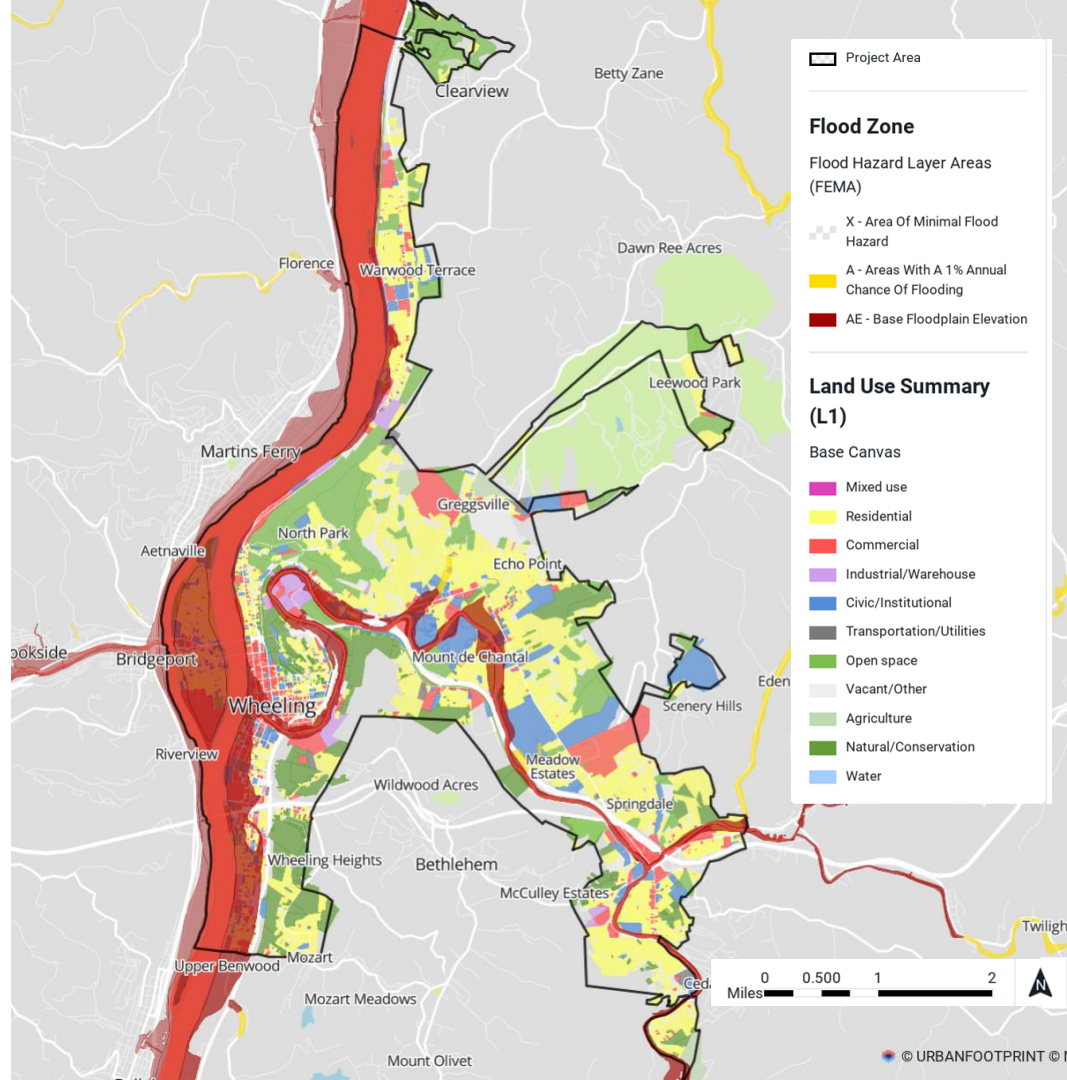 Clearview
Betty Zane
Dawn Ree Acres
Florence
Warwood Terrace
Leewood Park
Martins Ferry
Greggsville
North Park
Aetnaville
Echo Point
ookside
Bridgeport
Mount de Chantal
Eden
Wheeling
Scenery Hills
Riverview
Meadow
Estates
Wildwood Acres
Springdale
Wheeling Heights
Bethlehem
McCulley Estates
Twiligh
Mozart
Upper Benwood
Ceda
Mozart Meadows
Mount Olivet
Project Area
Flood Zone
Flood Hazard Layer Areas
(FEMA)
X - Area Of Minimal Flood
Hazard
A - Areas With A 1% Annual
Chance Of Flooding
AE - Base Floodplain Elevation
Land Use Summary
(L1)
Base Canvas
Mixed use
Residential
Commercial
Industrial/Warehouse
Civic/Institutional
Transportation/Utilities
Open space
Vacant/Other
Agriculture
Natural/Conservation
Water
0 0.500 1 2
Miles
N
© URBANFOOTPRINT © M